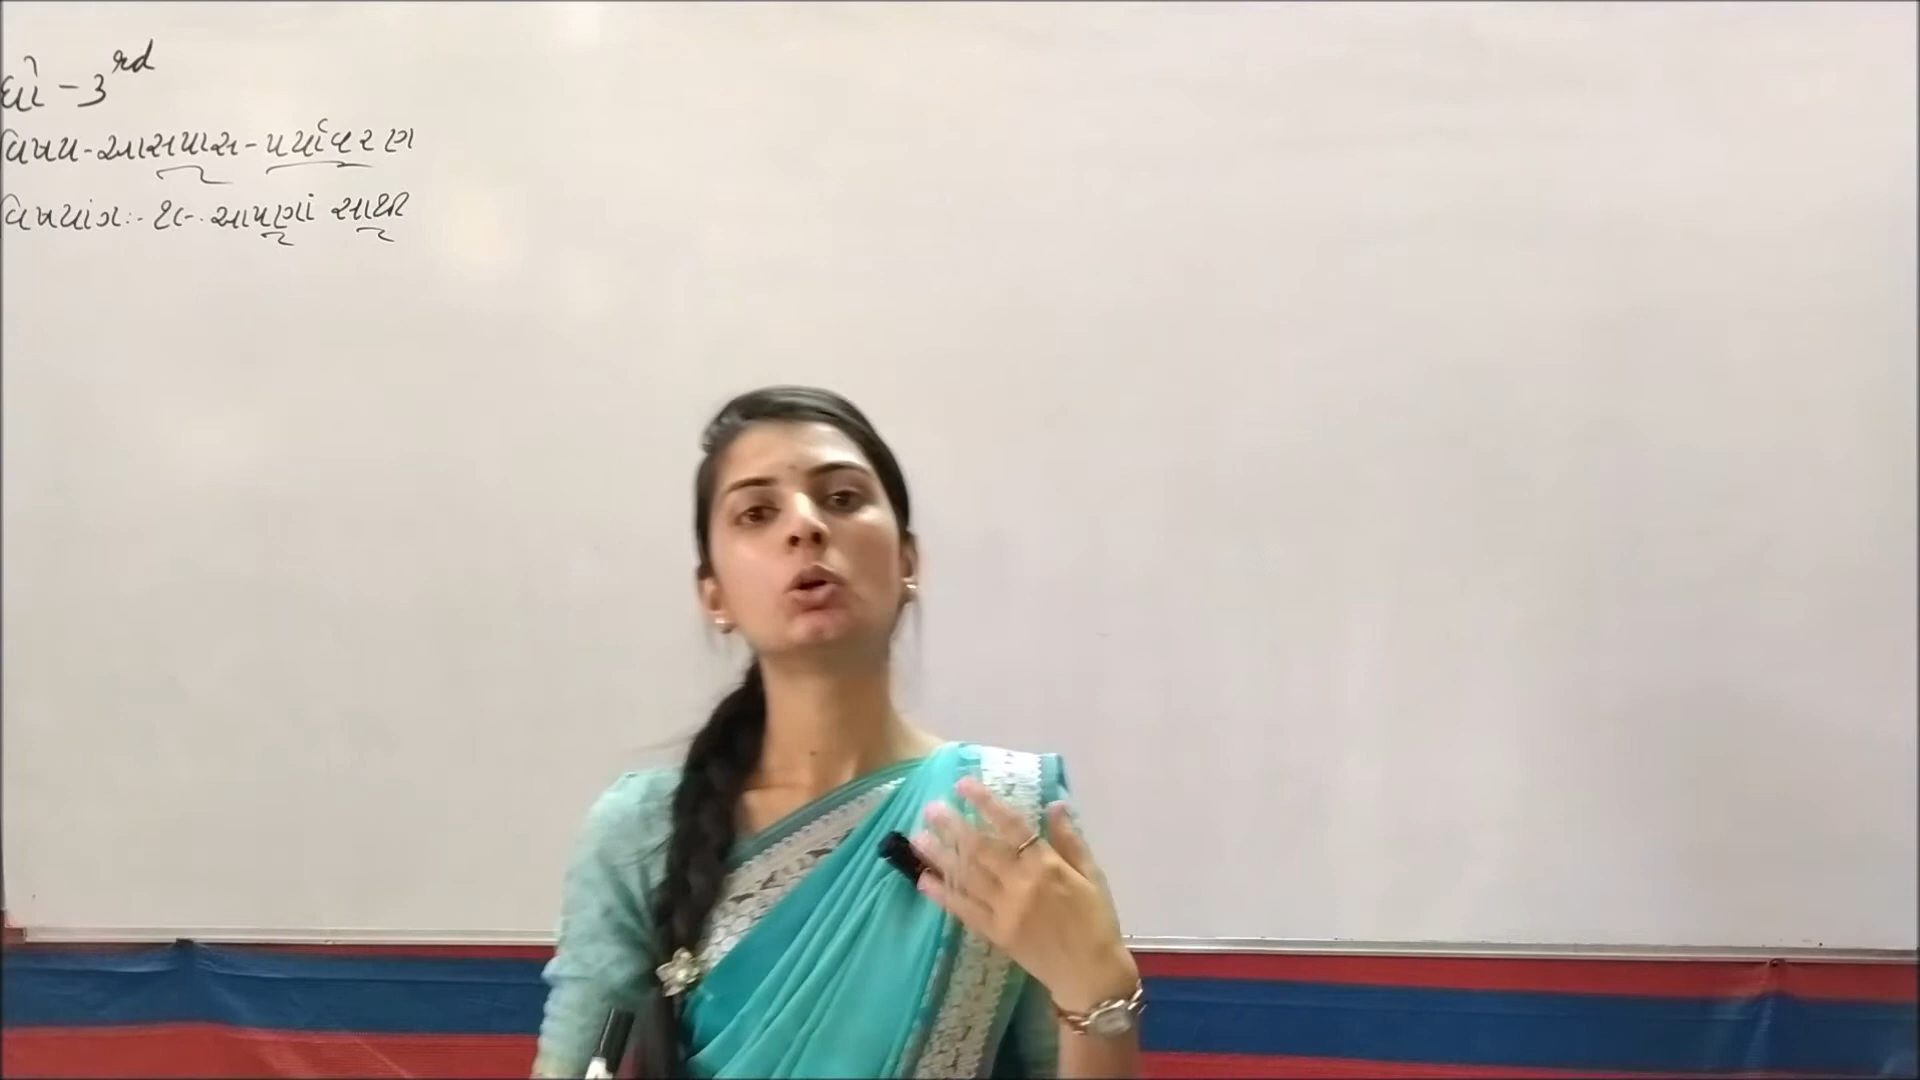 ધો - 3rd
વિષય - આસપાસ - પર્યાવરણ
વિષયાંગ :- ૨૮. આપણાં સાથી